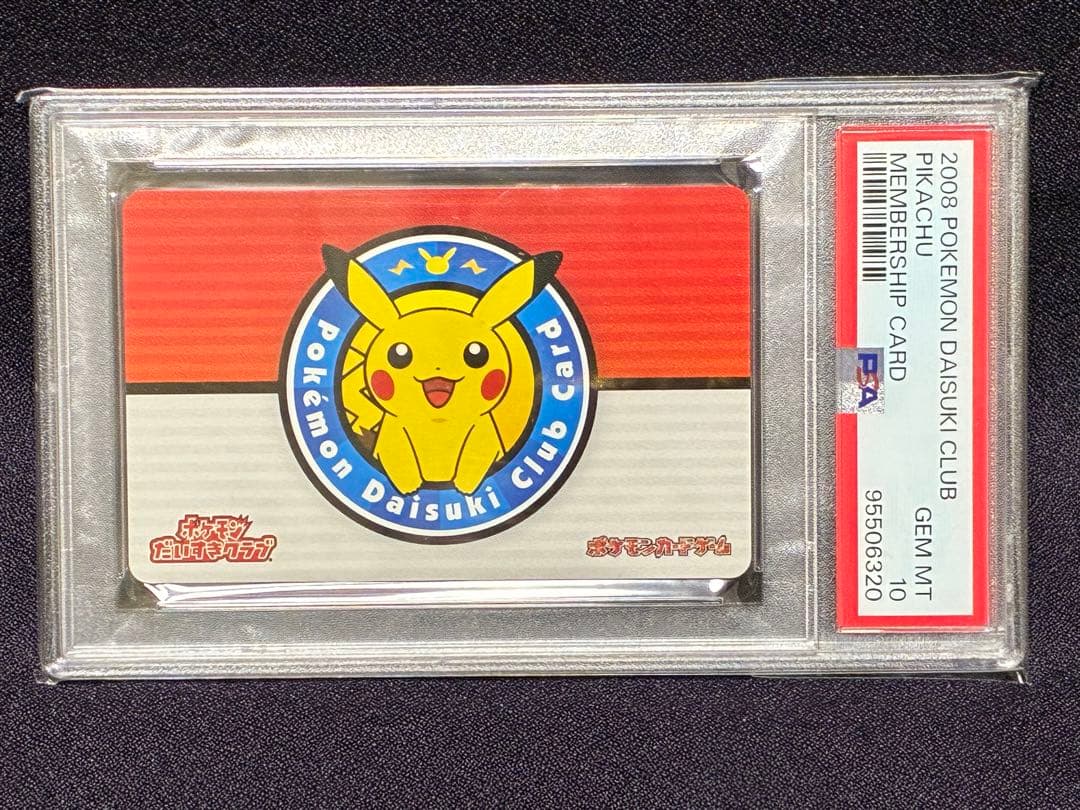 Pokémon Daisuki Club Card
ポケモン
だいすきクラブ
ポケモンカードゲーム
2008 POKEMON DAISUKI CLUB
PIKACHU GEM MT
MEMBERSHIP CARD 10
95506320
PSA